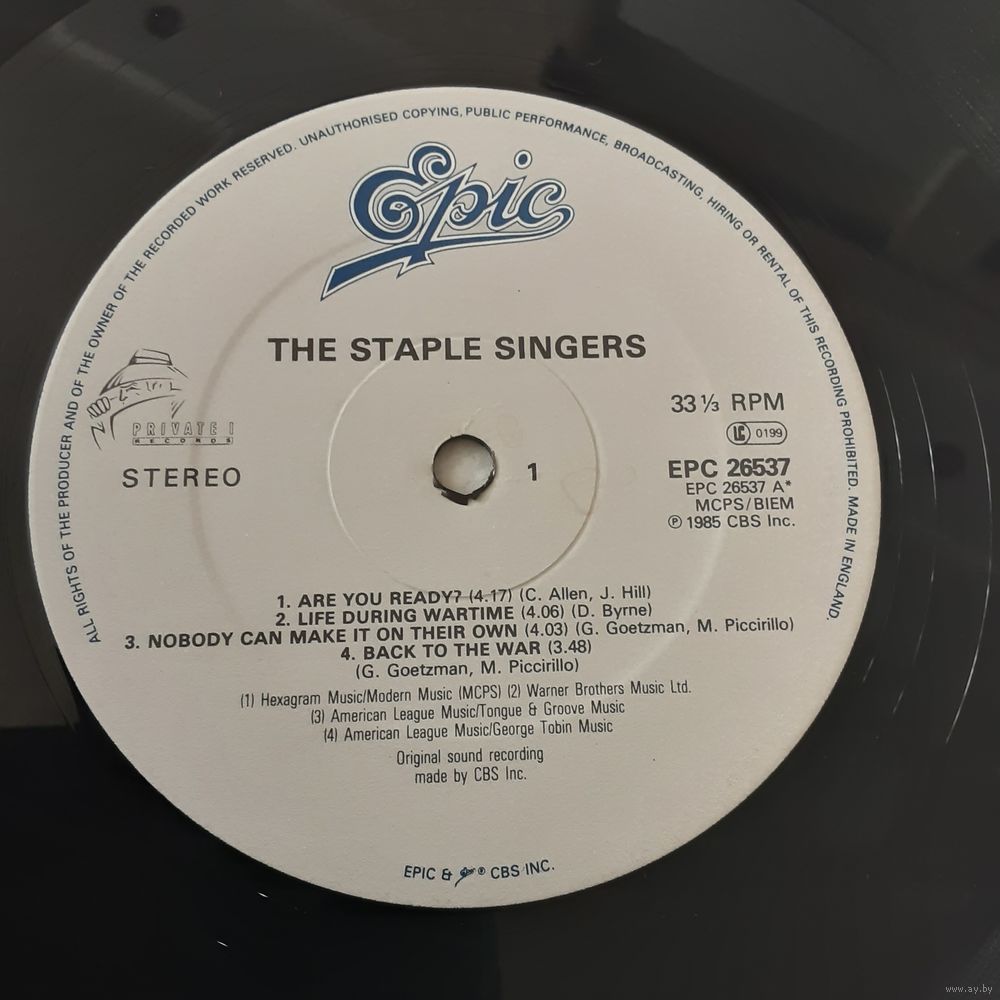 ALL RIGHTS OF THE PRODUCER AND OF THE OWNER OF THE RECORDED WORK RESERVED. UNAUTHORISED COPYING, PUBLIC PERFORMANCE, BROADCASTING, HIRING OR RENTAL OF THIS RECORDING PROHIBITED. MADE IN ENGLAND.
Epic
THE STAPLE SINGERS
PRIVATE I
RECORDS
STEREO
1
33 ⅓ RPM
LC 0199
EPC 26537
EPC 26537 A*
MCPS/BIEM
℗ 1985 CBS Inc.
1. ARE YOU READY? (4.17) (C. Allen, J. Hill)
2. LIFE DURING WARTIME (4.06) (D. Byrne)
3. NOBODY CAN MAKE IT ON THEIR OWN (4.03) (G. Goetzman, M. Piccirillo)
4. BACK TO THE WAR (3.48)
(G. Goetzman, M. Piccirillo)
(1) Hexagram Music/Modern Music (MCPS) (2) Warner Brothers Music Ltd.
(3) American League Music/Tongue & Groove Music
(4) American League Music/George Tobin Music
Original sound recording
made by CBS Inc.
EPIC & ® CBS INC.
www.ay.by